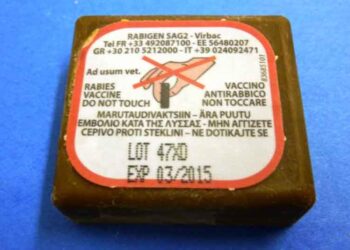 RABIGEN SAG2 - Virbac
Tel FR +33 492087100 - EE 56480207
GR +30 210 5212000 - IT +39 024092471
Ad usum vet.
RABIES
VACCINE
DO NOT TOUCH
VACCINO
ANTIRABBICO
NON TOCCARE
MARUTAUDIVAKTSIIN – ÄRA PUUTU
ΕΜΒΟΛΙΟ ΚΑΤΑ ΤΗΣ ΛΥΣΣΑΣ - ΜΗΝ ΑΓΓΙΖΕΤΕ
CEPIVO PROTI STEKLINI – NE DOTIKAJTE SE
LOT 47XD
EXP 03/2015